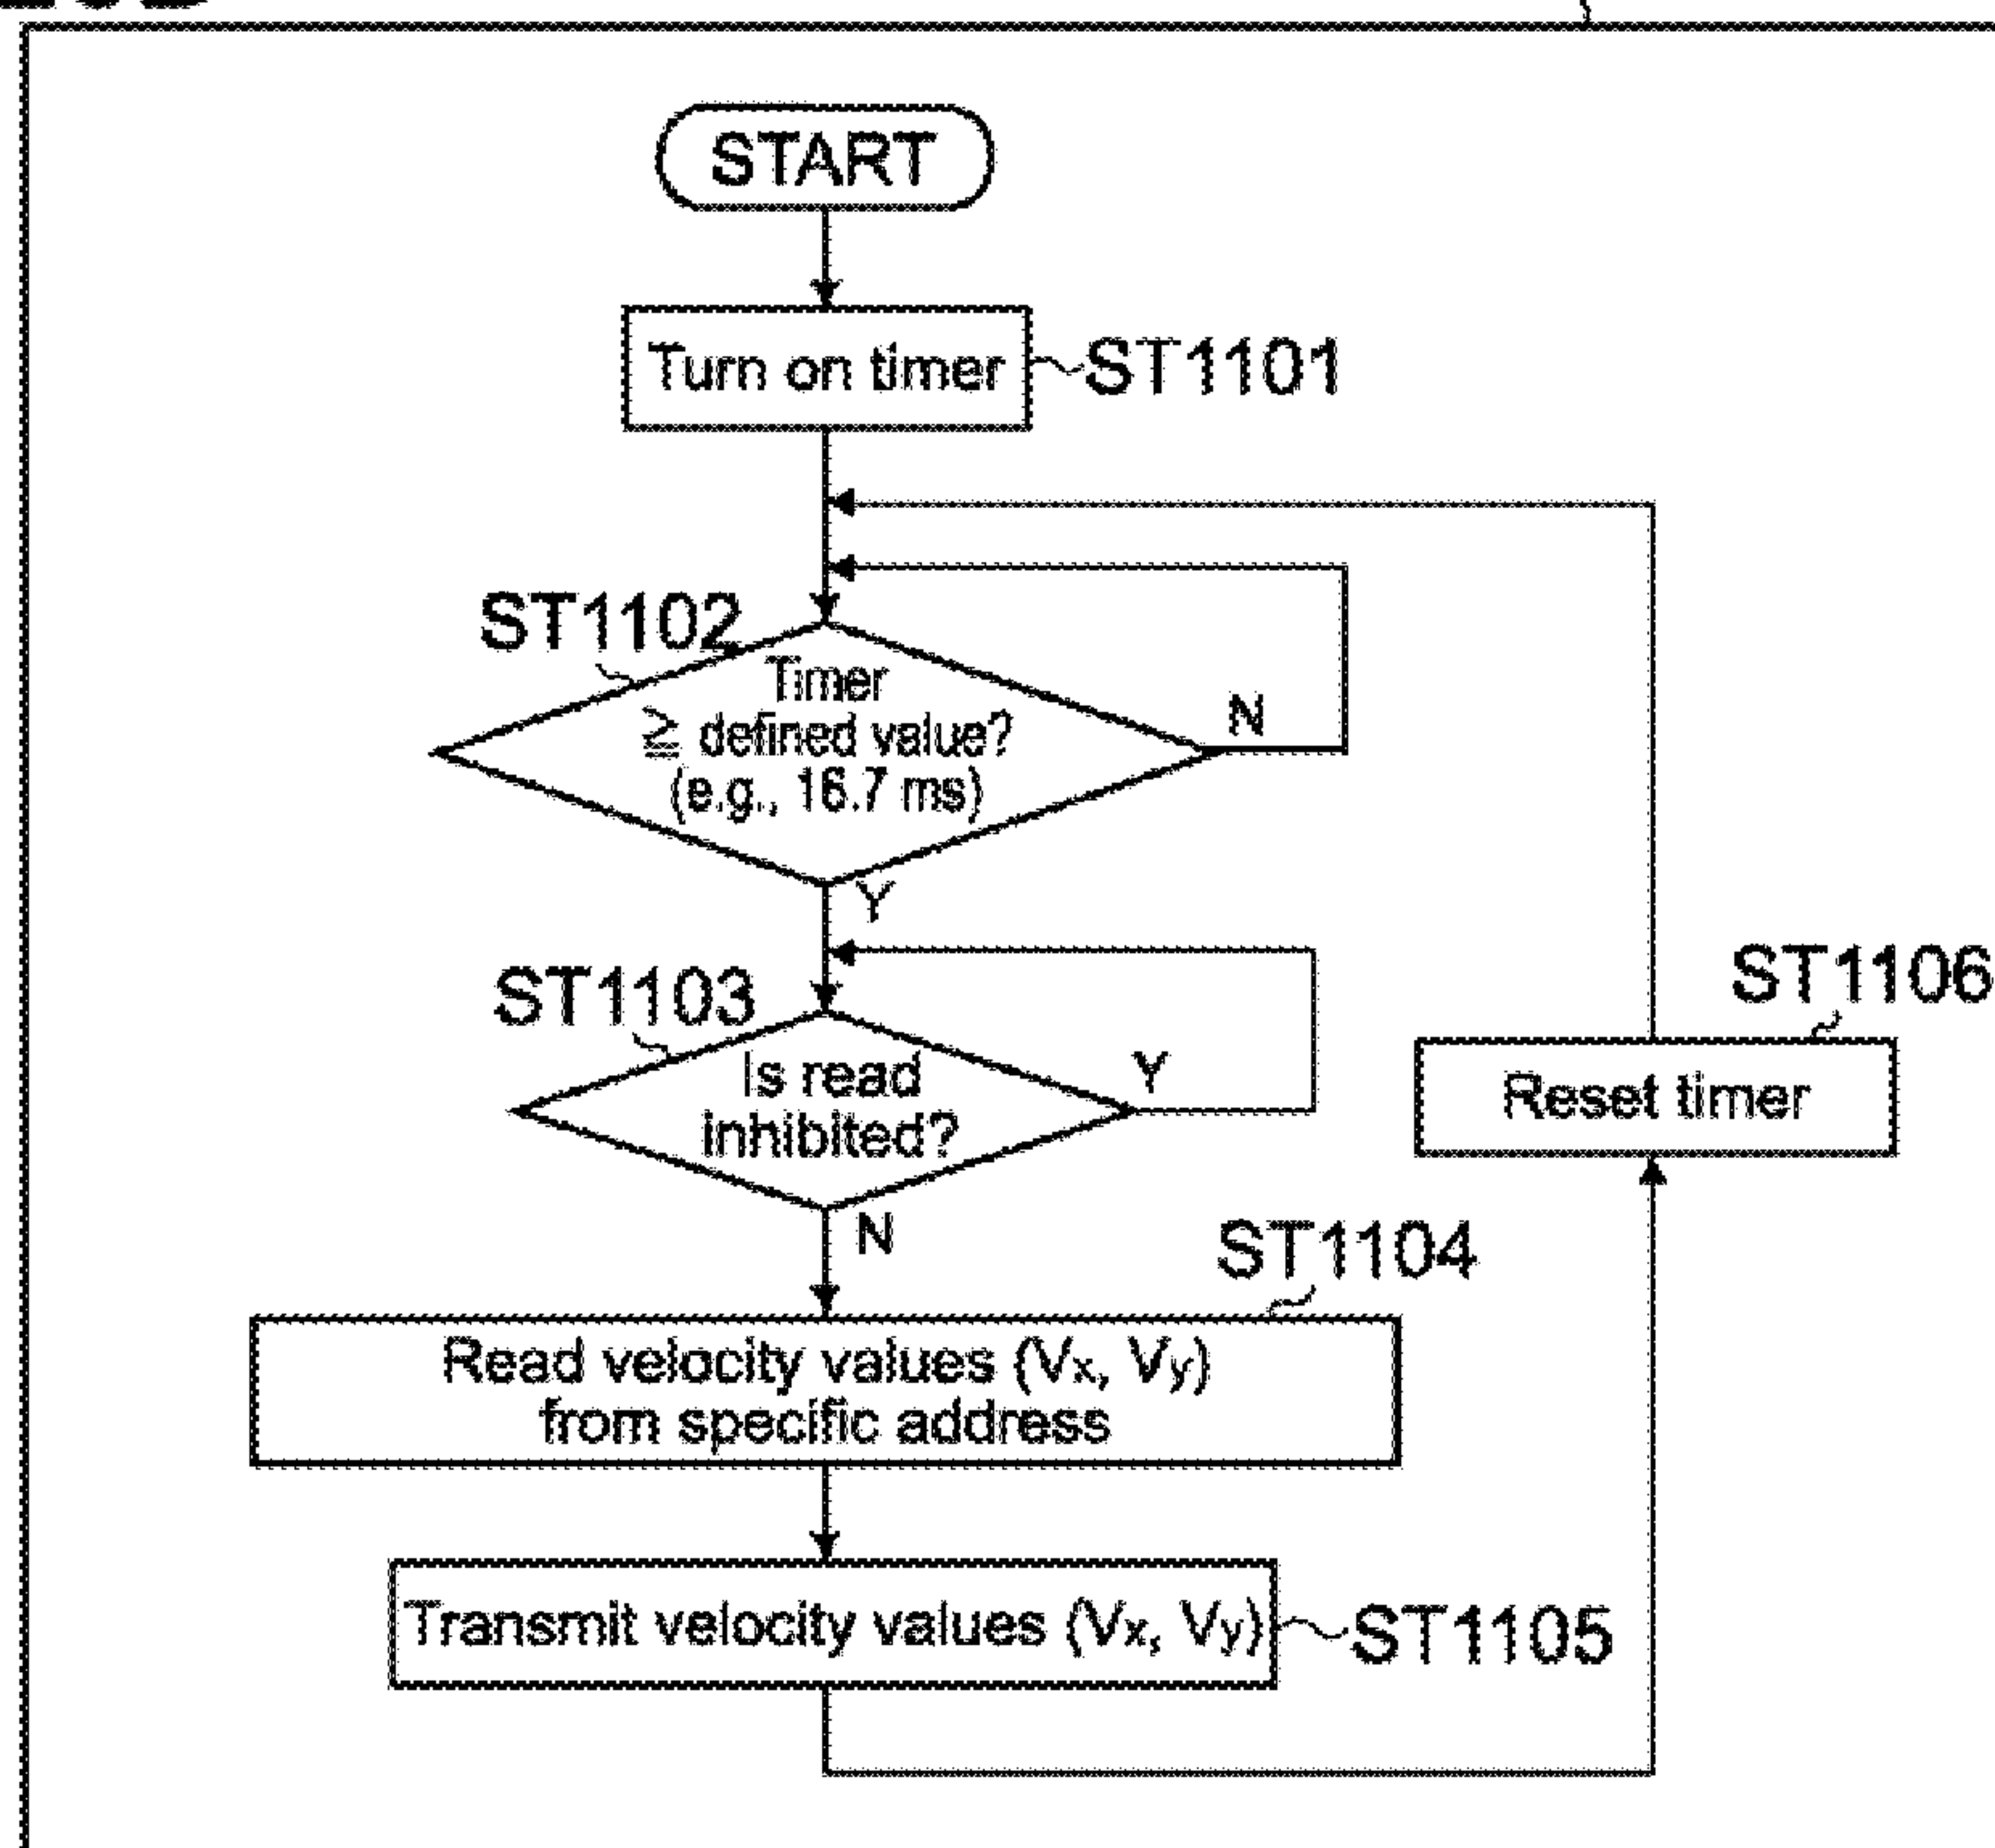 START
Turn on timer
ST1101
ST1102
Timer
≧ defined value?
(e.g., 16.7 ms)
N
Y
ST1103
Is read
inhibited?
Y
N
ST1106
Reset timer
ST1104
Read velocity values (Vx, Vy)
from specific address
Transmit velocity values (Vx, Vy)
ST1105